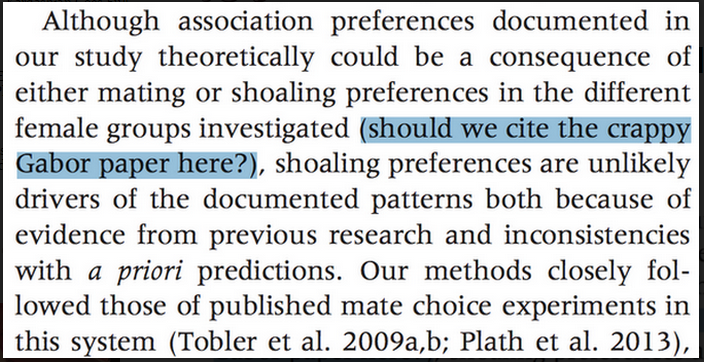 Although association preferences documented in
our study theoretically could be a consequence of
either mating or shoaling preferences in the different
female groups investigated (should we cite the crappy
Gabor paper here?), shoaling preferences are unlikely
drivers of the documented patterns both because of
evidence from previous research and inconsistencies
with a priori predictions. Our methods closely fol-
lowed those of published mate choice experiments in
this system (Tobler et al. 2009a,b; Plath et al. 2013),